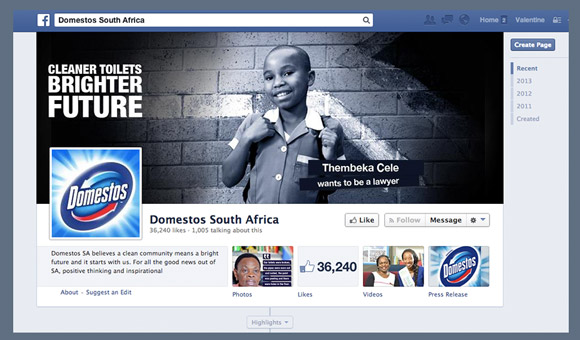 Domestos South Africa
Home 2
Valentine
CLEANER TOILETS
BRIGHTER
FUTURE
Create Page
Recent
2013
2012
2011
Created
Thembeka Cele
wants to be a lawyer
Domestos
Domestos South Africa
36,240 likes · 1,005 talking about this
Like
Follow
Message
Domestos SA believes a clean community means a bright
future and it starts with us. For all the good news out of
SA, positive thinking and inspirational
About - Suggest an Edit
36,240
Domestos
Photos
Likes
Videos
Press Release
Highlights